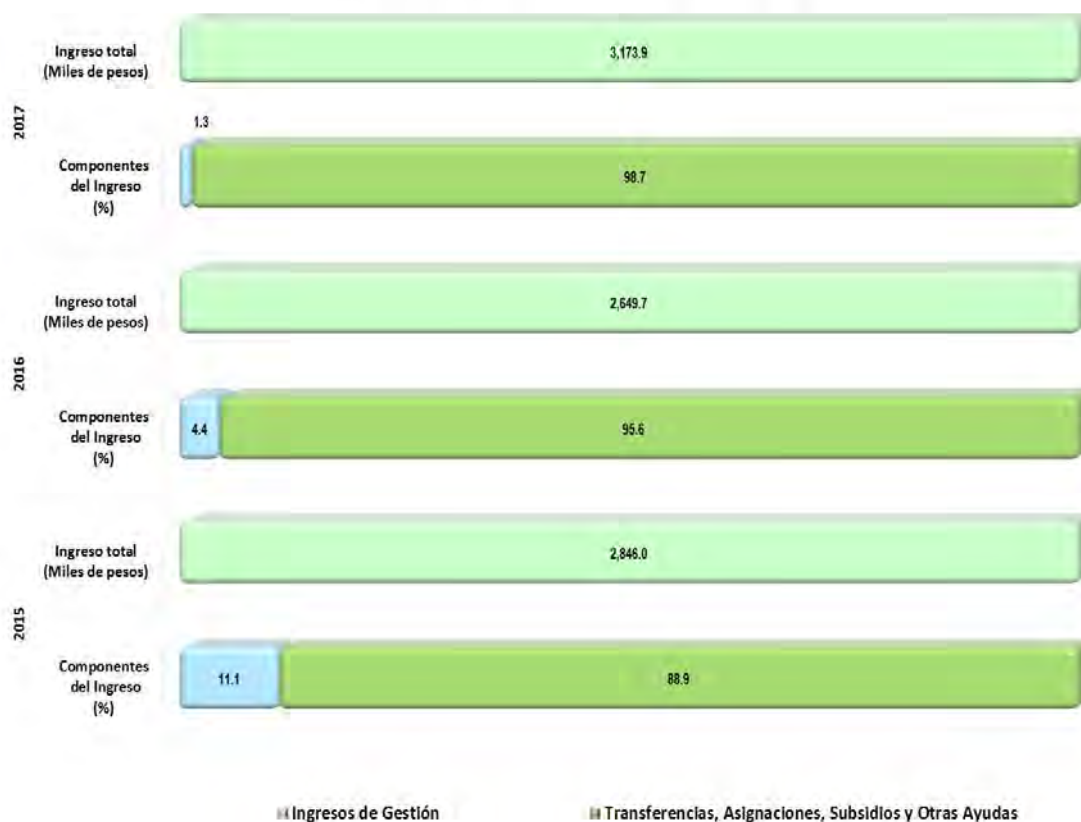 Ingreso total
(Miles de pesos)
3,173.9
2017
1.3
Componentes
del Ingreso
(%)
98.7
Ingreso total
(Miles de pesos)
2,649.7
2016
Componentes
del Ingreso
(%)
4.4
95.6
Ingreso total
(Miles de pesos)
2,846.0
2015
Componentes
del Ingreso
(%)
11.1
88.9
Ingresos de Gestión
Transferencias, Asignaciones, Subsidios y Otras Ayudas